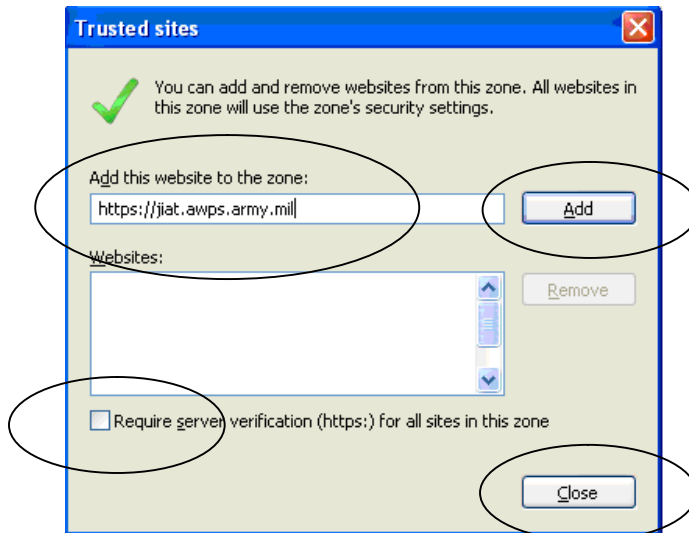 Trusted sites
You can add and remove websites from this zone. All websites in
this zone will use the zone's security settings.
Add this website to the zone:
https://jiat.awps.army.mil
Add
Websites:
Remove
Require server verification (https:) for all sites in this zone
Close